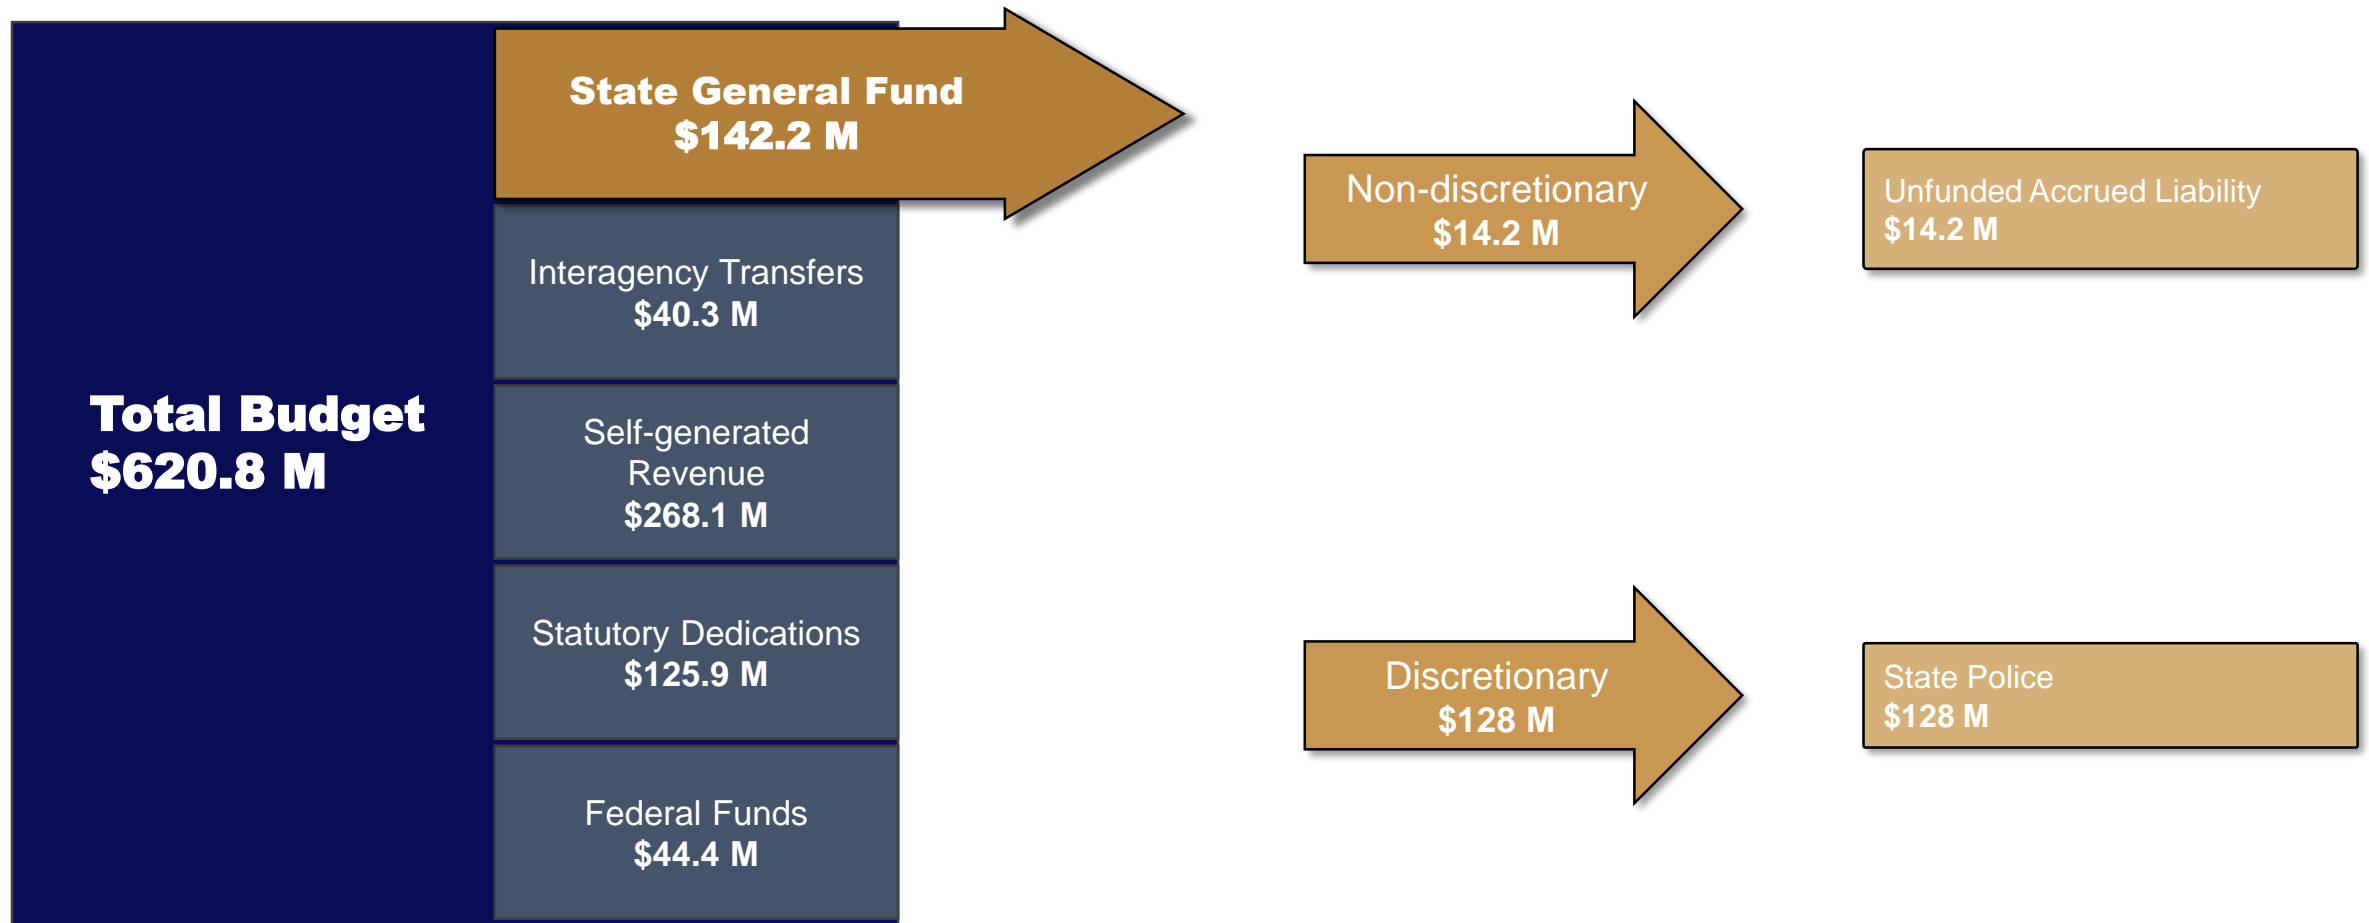 Total Budget
$620.8 M
State General Fund
$142.2 M
Interagency Transfers
$40.3 M
Self-generated
Revenue
$268.1 M
Statutory Dedications
$125.9 M
Federal Funds
$44.4 M
Non-discretionary
$14.2 M
Unfunded Accrued Liability
$14.2 M
Discretionary
$128 M
State Police
$128 M